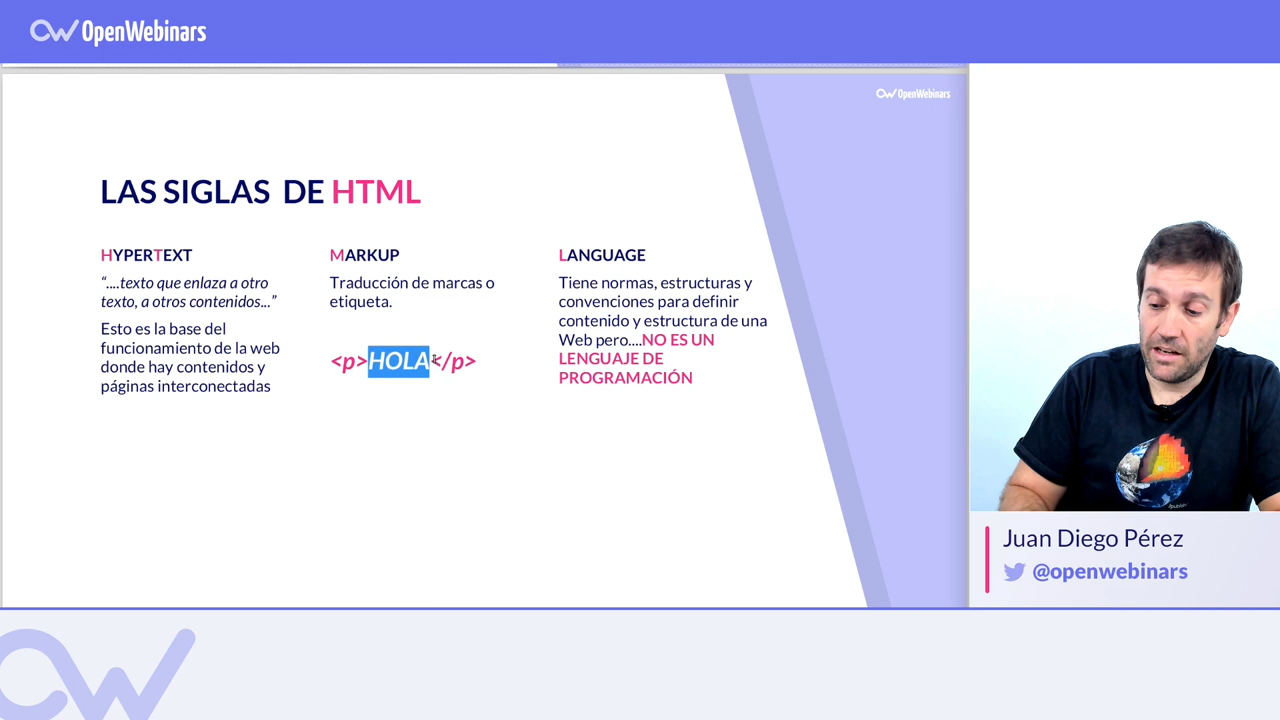 OpenWebinars
OpenWebinars
LAS SIGLAS DE HTML
HYPERTEXT
“....texto que enlaza a otro
texto, a otros contenidos...”
Esto es la base del
funcionamiento de la web
donde hay contenidos y
páginas interconectadas
MARKUP
Traducción de marcas o
etiqueta.
<p>HOLA</p>
LANGUAGE
Tiene normas, estructuras y
convenciones para definir
contenido y estructura de una
Web pero....NO ES UN
LENGUAJE DE
PROGRAMACIÓN
Juan Diego Pérez
@openwebinars